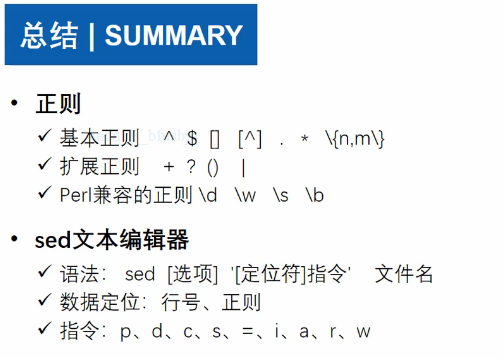 总结 | SUMMARY
• 正则
✓ 基本正则 ^ $ [] [^] . * \{n,m\}
✓ 扩展正则 + ? () |
✓ Perl兼容的正则 \d \w \s \b
• sed文本编辑器
✓ 语法： sed [选项] '[定位符]指令' 文件名
✓ 数据定位：行号、正则
✓ 指令：p、d、c、s、=、i、a、r、w